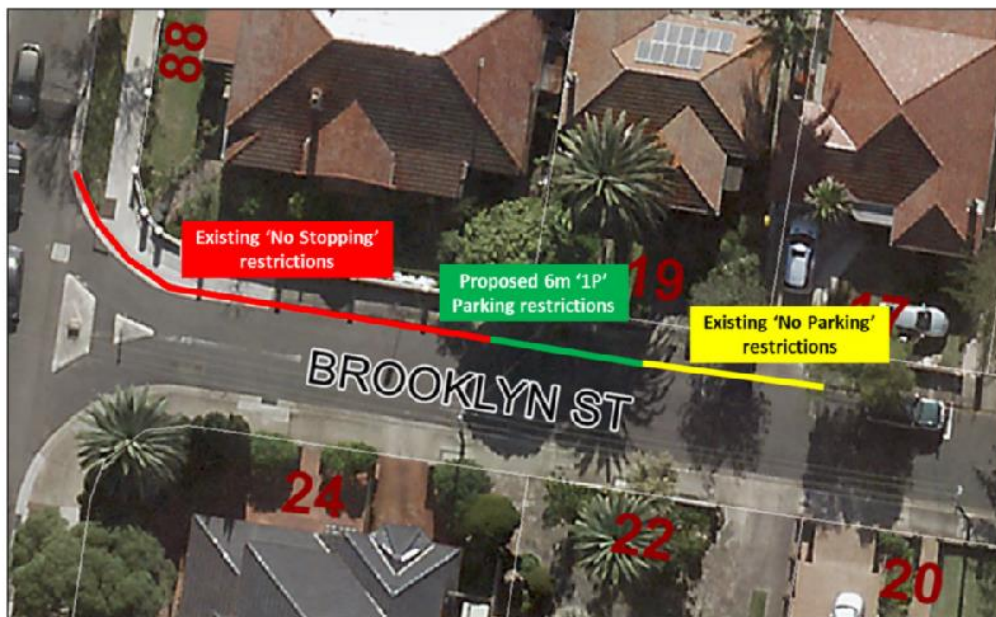 88
Existing ‘No Stopping’
restrictions
Proposed 6m ‘1P’
Parking restrictions
19
17
Existing ‘No Parking’
restrictions
BROOKLYN ST
24
22
20